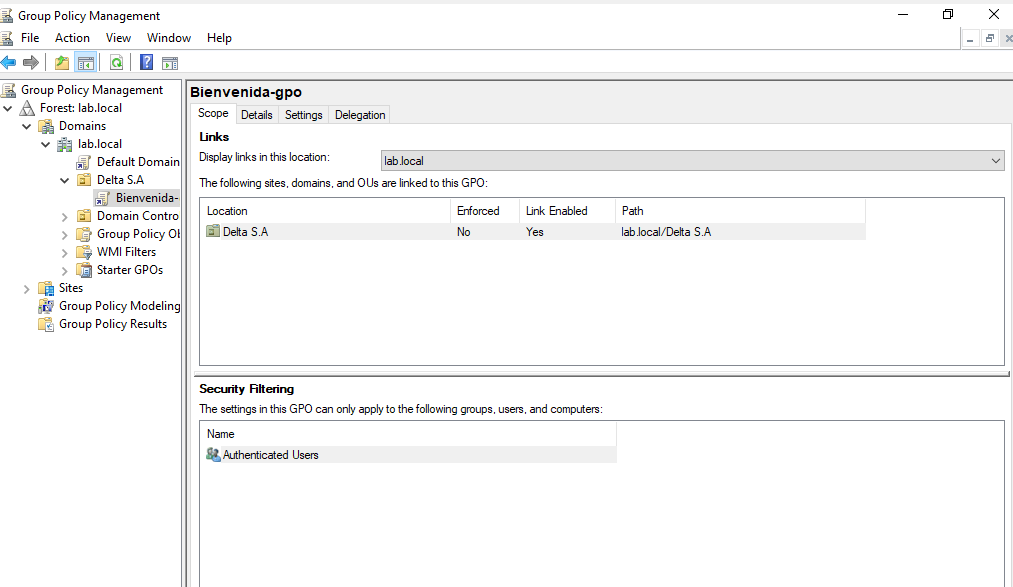 Group Policy Management
File Action View Window Help
Group Policy Management
Forest: lab.local
Domains
lab.local
Default Domain
Delta S.A
Bienvenida-
Domain Contro
Group Policy Ob
WMI Filters
Starter GPOs
Sites
Group Policy Modeling
Group Policy Results
Bienvenida-gpo
Scope Details Settings Delegation
Links
Display links in this location: lab.local
The following sites, domains, and OUs are linked to this GPO:
Location Enforced Link Enabled Path
Delta S.A No Yes lab.local/Delta S.A
Security Filtering
The settings in this GPO can only apply to the following groups, users, and computers:
Name
Authenticated Users